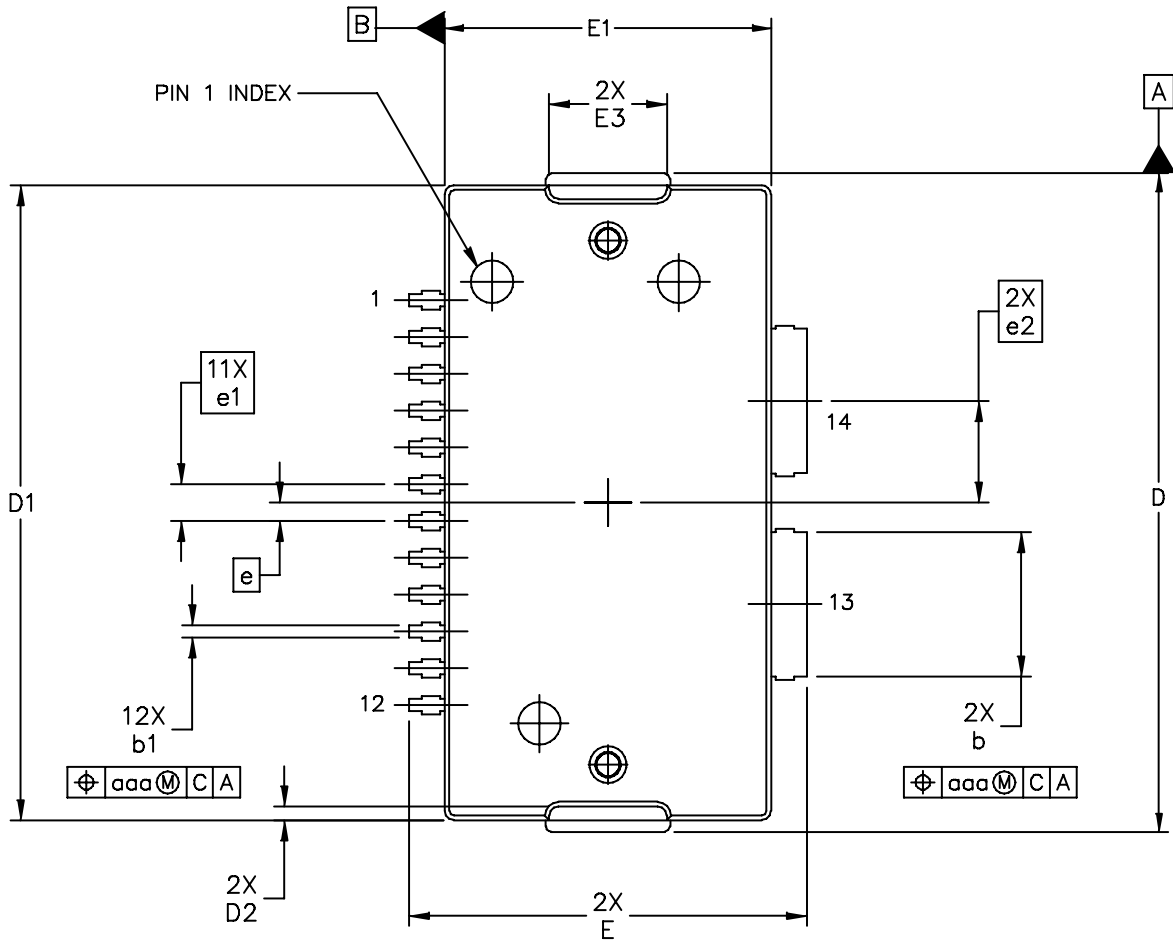 B
E1
PIN 1 INDEX
2X
E3
A
1
2X
e2
11X
e1
14
D1
D
e
13
12
12X
b1
2X
b
⌖ aaa Ⓜ C A
⌖ aaa Ⓜ C A
2X
D2
2X
E